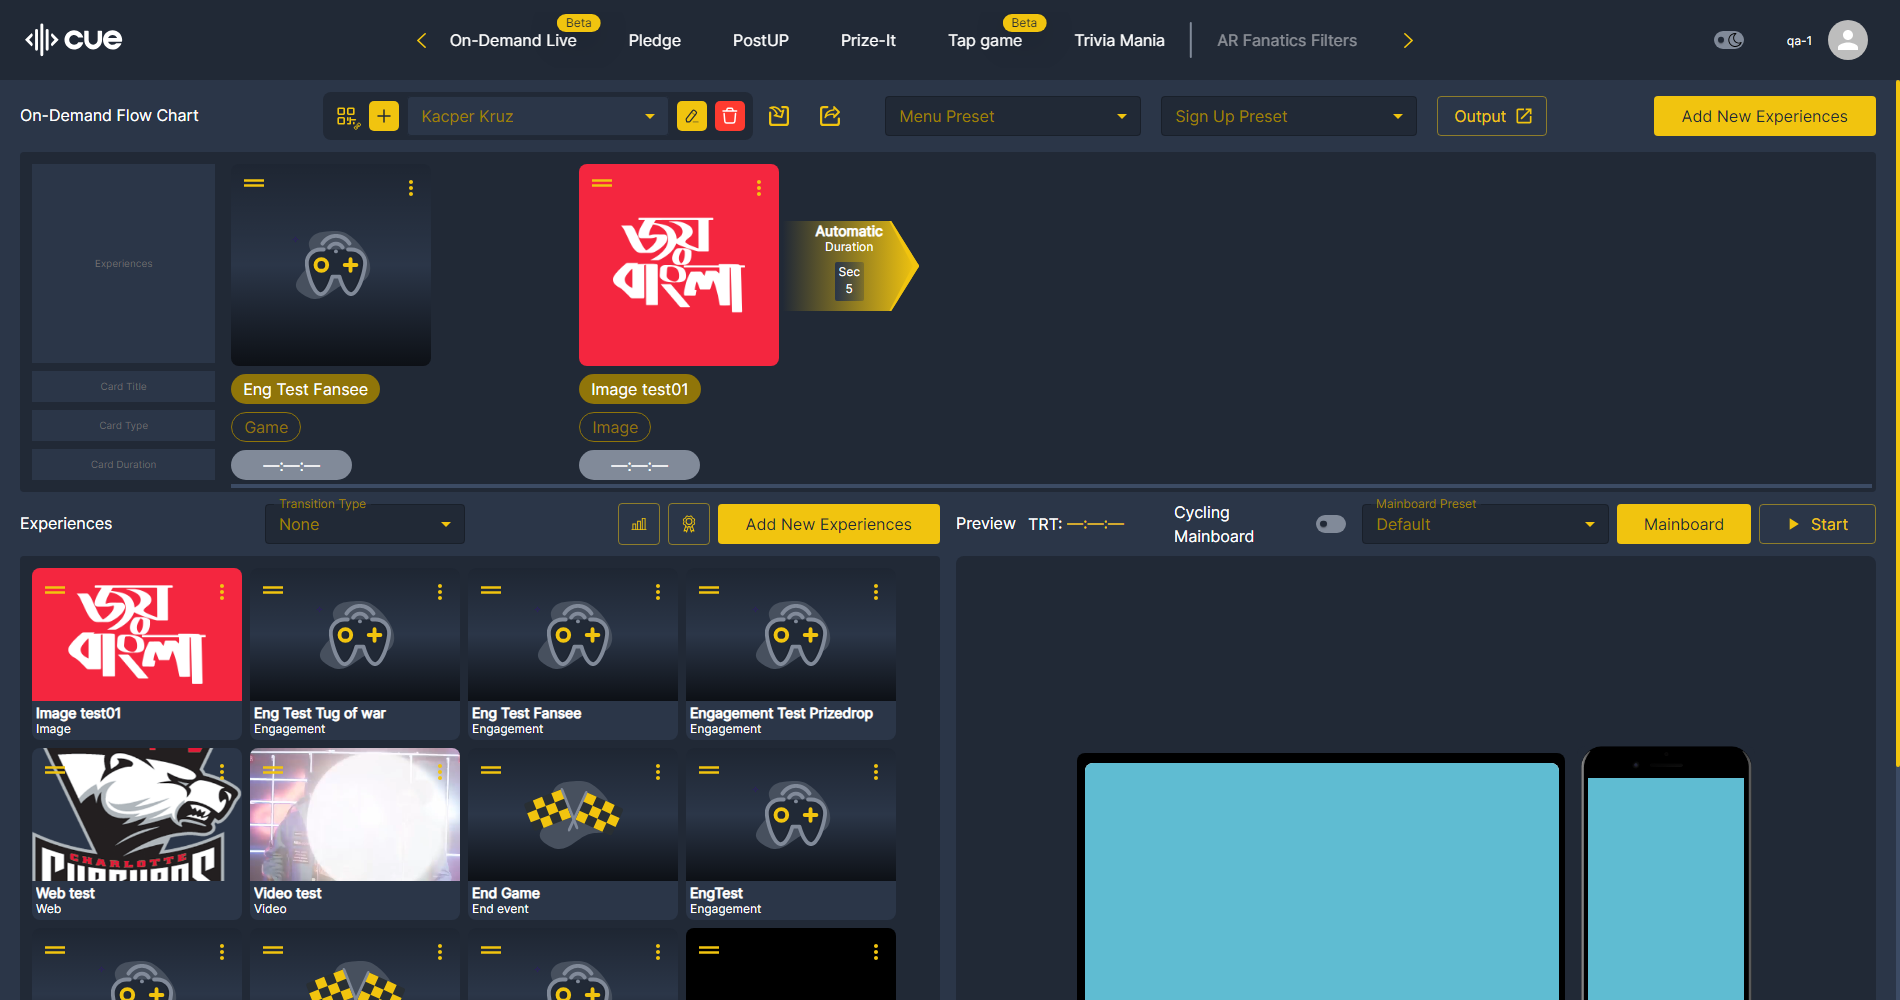 cue
On-Demand Live
Beta
Pledge
PostUP
Prize-It
Tap game
Beta
Trivia Mania
AR Fanatics Filters
qa-1
On-Demand Flow Chart
Kacper Kruz
Menu Preset
Sign Up Preset
Output
Add New Experiences
Experiences
জয়
বাংলা
Automatic
Duration
Sec
5
Card Title
Eng Test Fansee
Image test01
Card Type
Game
Image
Card Duration
—:—:—
—:—:—
Experiences
Transition Type
None
Add New Experiences
Preview
TRT: —:—:—
Cycling
Mainboard
Mainboard Preset
Default
Mainboard
Start
জয়
বাংলা
Image test01
Image
Eng Test Tug of war
Engagement
Eng Test Fansee
Engagement
Engagement Test Prizedrop
Engagement
CHARLOTTE
Web test
Web
Video test
Video
End Game
End event
EngTest
Engagement